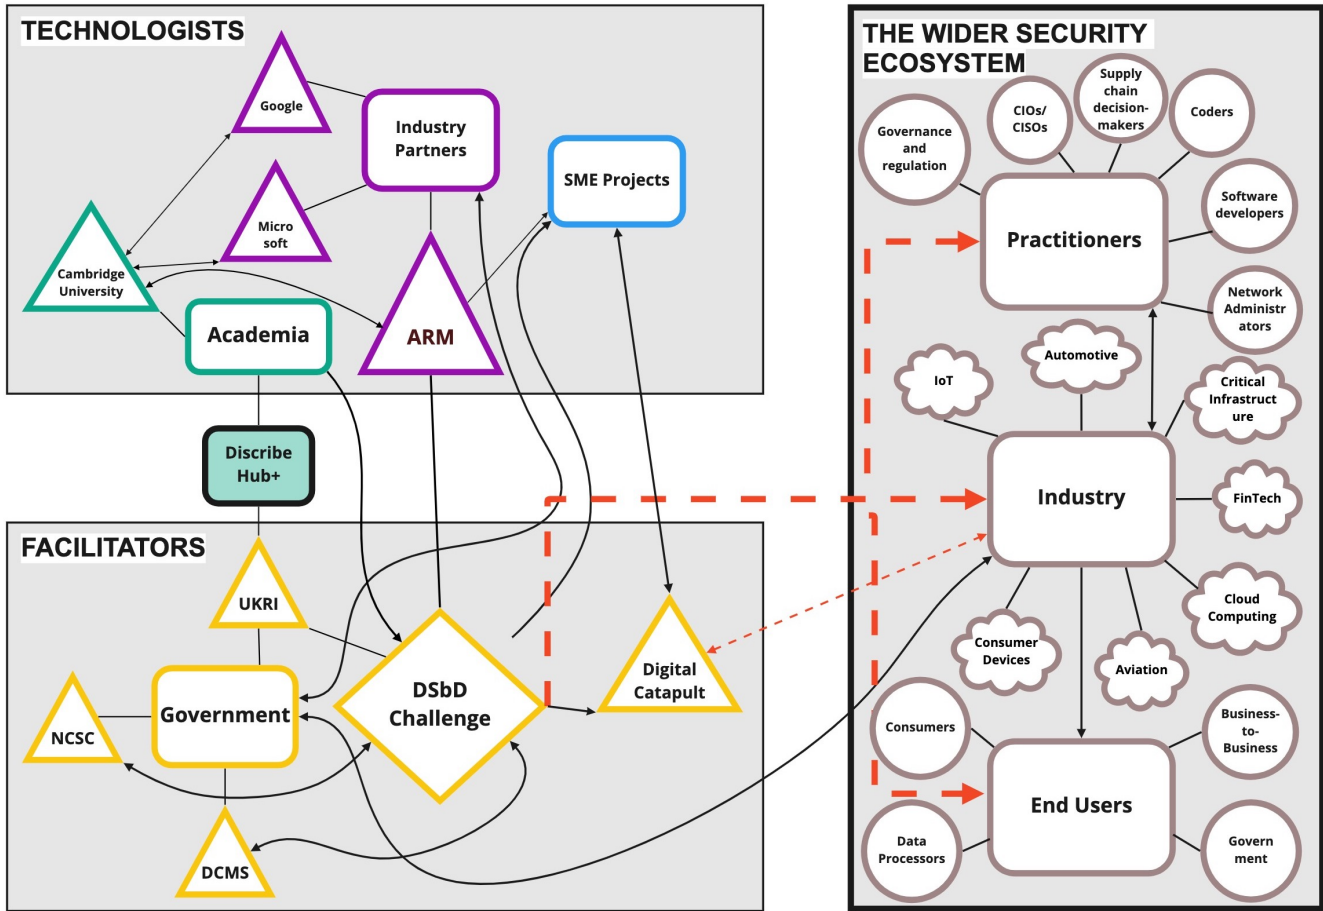 TECHNOLOGISTS
Google
Industry
Partners
SME Projects
Micro
soft
Cambridge
University
Academia
ARM
Discribe
Hub+
FACILITATORS
UKRI
Government
NCSC
DCMS
DSbD
Challenge
Digital
Catapult
THE WIDER SECURITY
ECOSYSTEM
Governance
and
regulation
CIOs/
CISOs
Supply
chain
decision-
makers
Coders
Software
developers
Practitioners
Network
Administr
ators
Automotive
IoT
Critical
Infrastruct
ure
Industry
FinTech
Cloud
Computing
Consumer
Devices
Aviation
Consumers
Business-
to-
Business
End Users
Data
Processors
Govern
ment